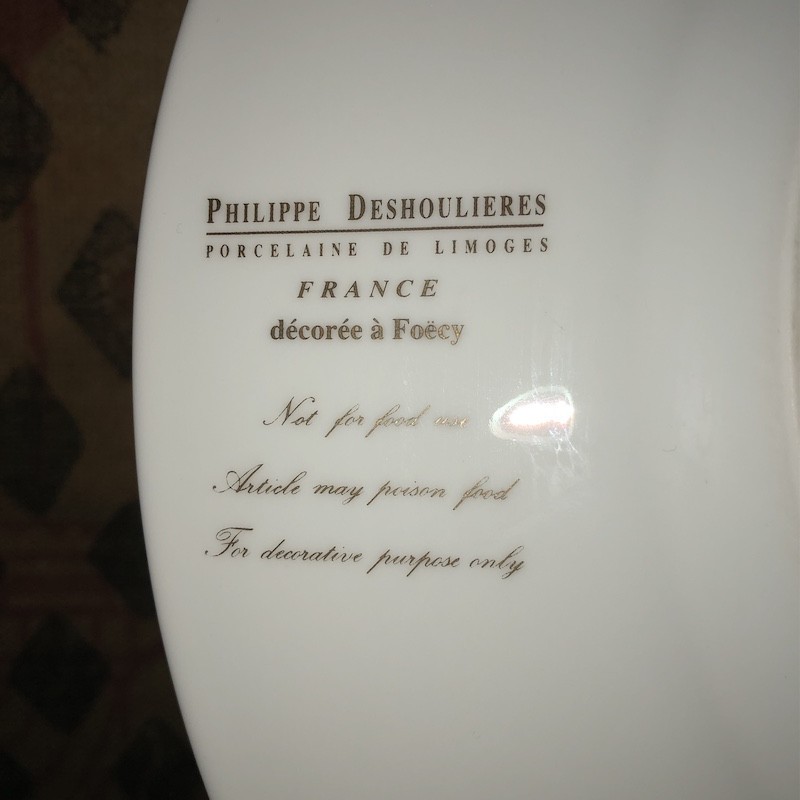 PHILIPPE DESHOULIERES
PORCELAINE DE LIMOGES
FRANCE
décorée à Foëcy
Not for food use
Article may poison food
For decorative purpose only